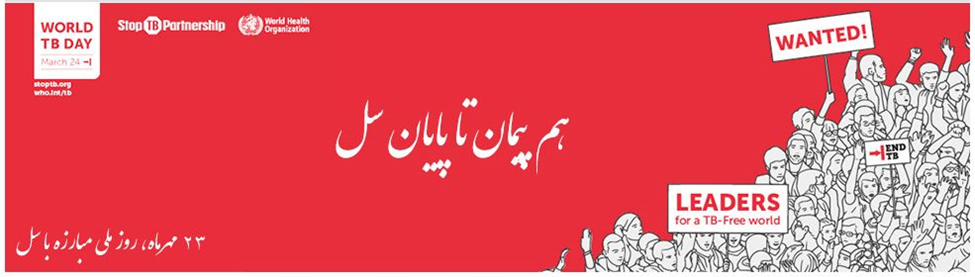 WORLD
TB DAY
March 24
stoptb.org
who.int/tb
Stop TB Partnership
World Health
Organization
WANTED!
هم پیمان تا پایان سل
END
TB
LEADERS
for a TB-Free world
۲۳ مهرماه، روز ملی مبارزه با سل